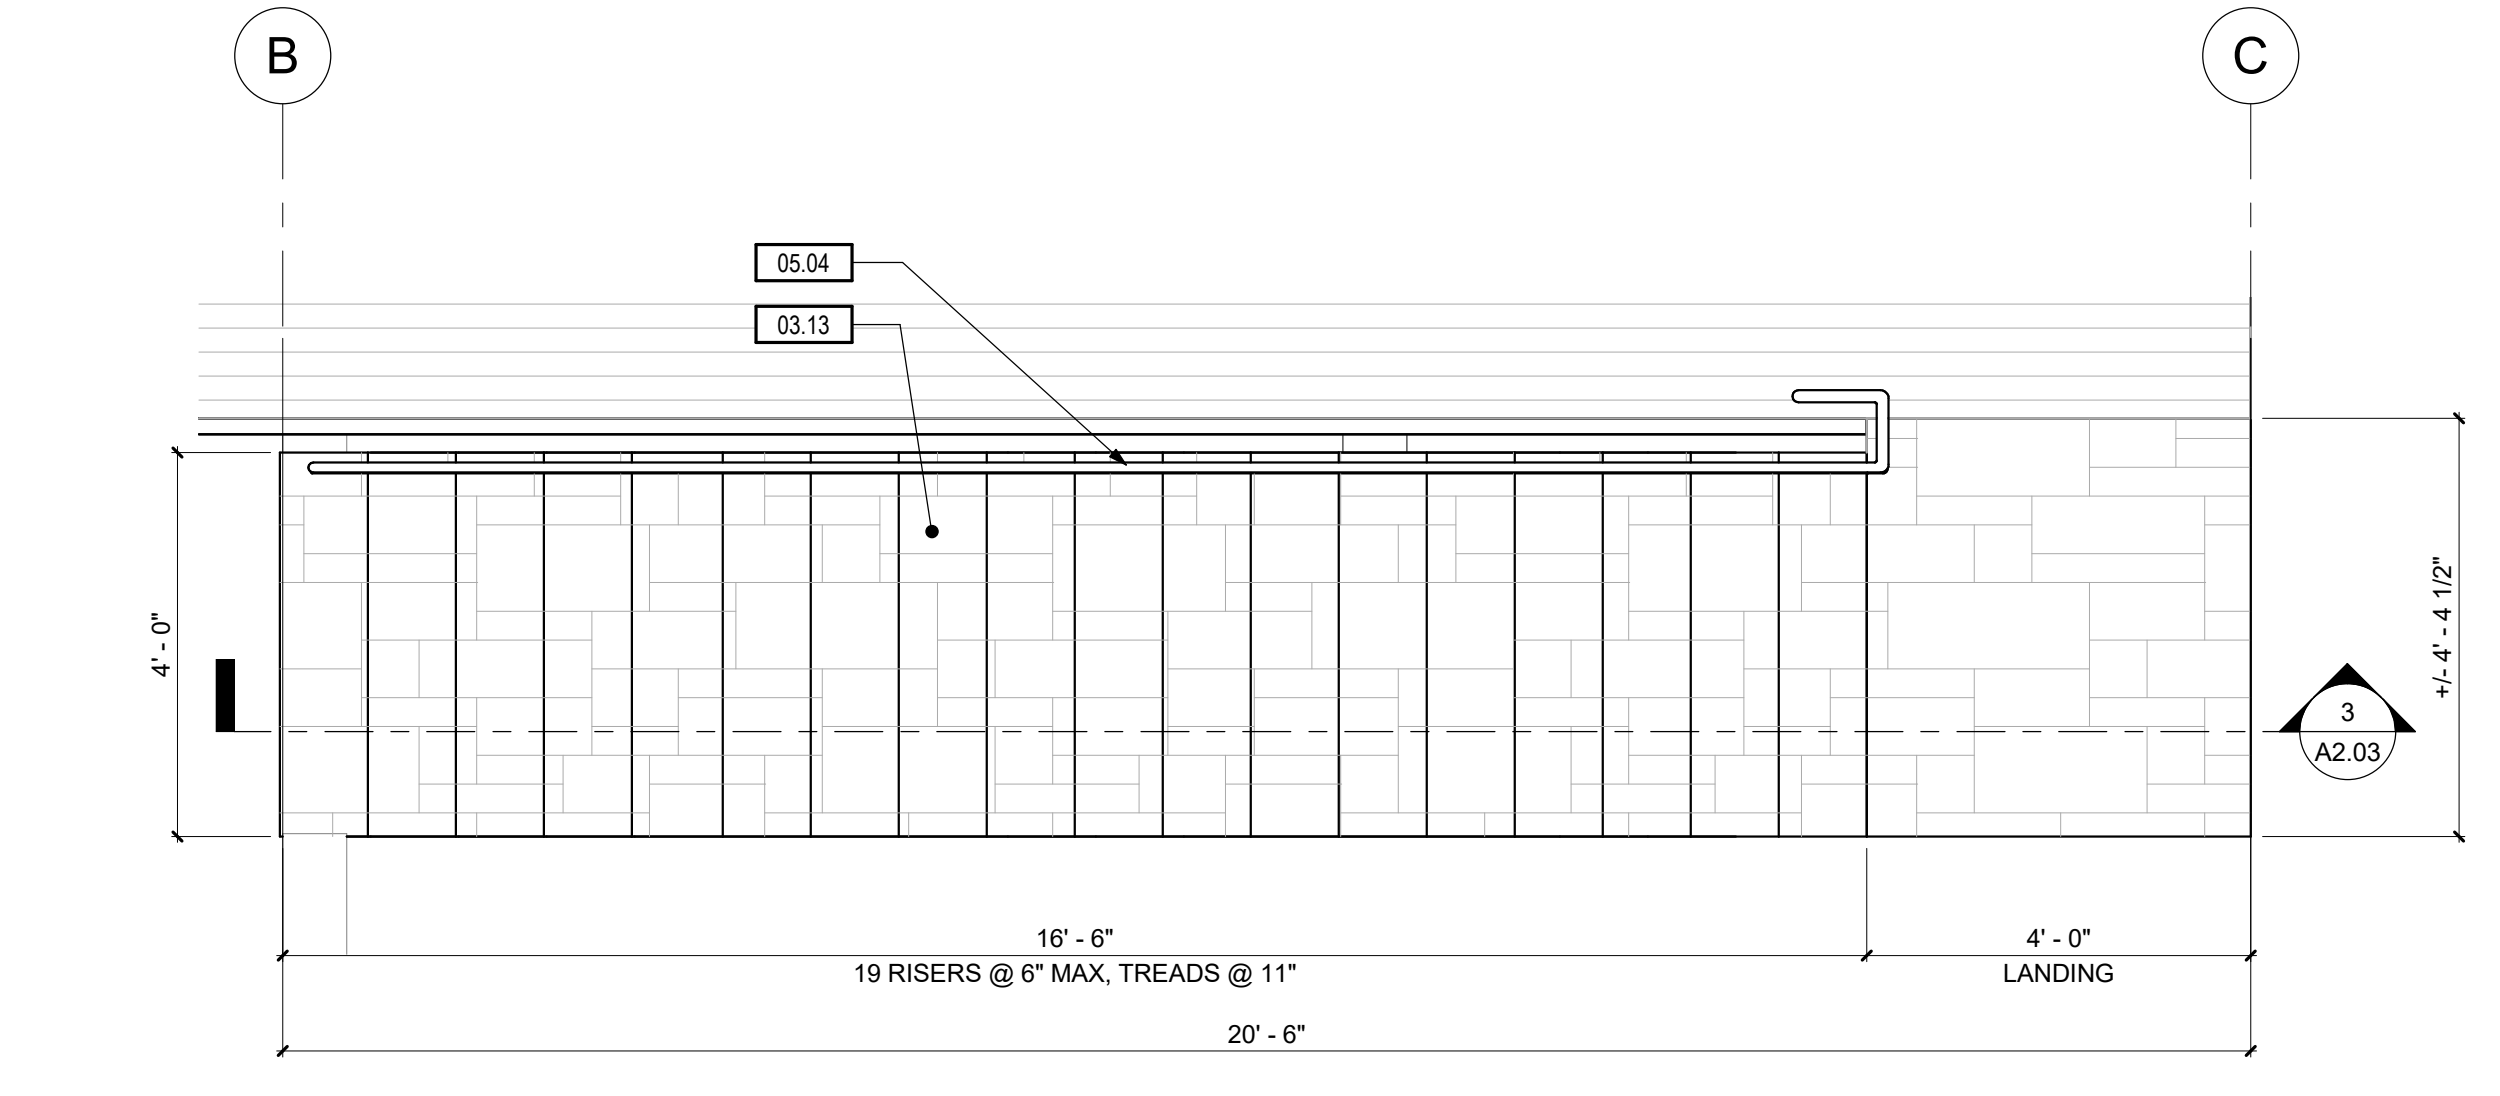 B
C
05.04
03.13
4' - 0"
+/- 4' - 4 1/2"
3
A2.03
16' - 6"
4' - 0"
19 RISERS @ 6" MAX, TREADS @ 11"
LANDING
20' - 6"